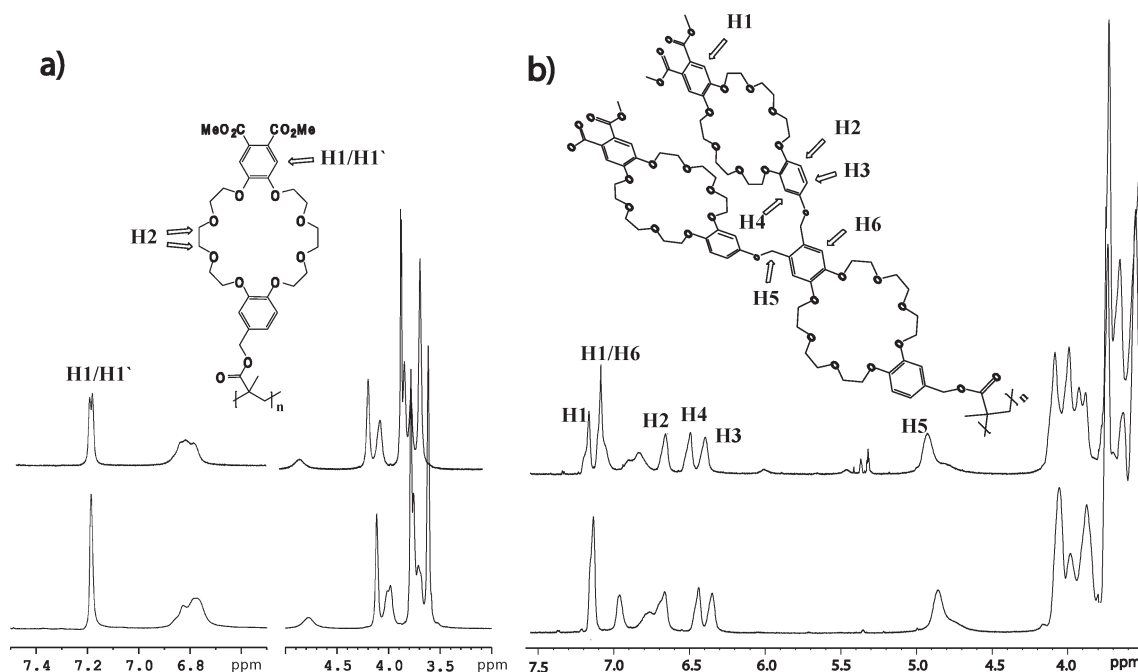 a)
MeO₂C CO₂Me
H1/H1`
O O
H2
O O
O O
O O
O
O
n
H1/H1`
7.4 7.2 7.0 6.8 ppm 4.5 4.0 3.5 ppm
b)
H1
H2
H3
H4
H6
H5
n
H1/H6
H1
H2
H4
H3
H5
7.5 7.0 6.5 6.0 5.5 5.0 4.5 4.0 ppm